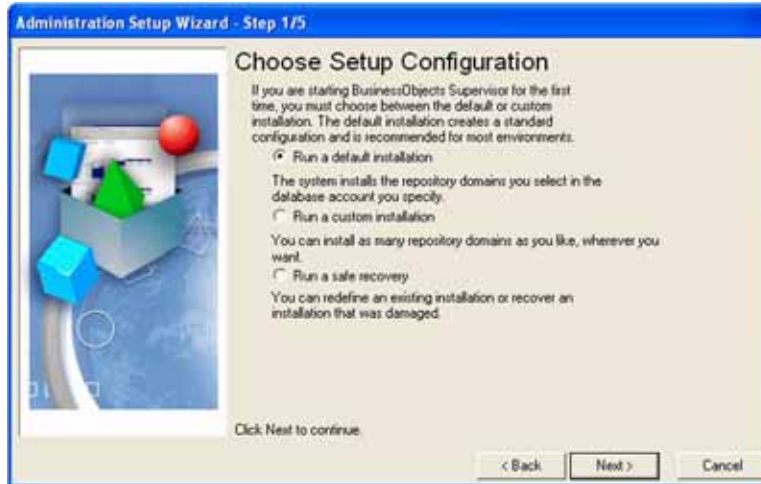 Administration Setup Wizard - Step 1/5
Choose Setup Configuration
If you are starting BusinessObjects Supervisor for the first
time, you must choose between the default or custom
installation. The default installation creates a standard
configuration and is recommended for most environments.
Run a default installation
The system installs the repository domains you select in the
database account you specify.
Run a custom installation
You can install as many repository domains as you like, wherever you
want.
Run a safe recovery
You can redefine an existing installation or recover an
installation that was damaged.
Click Next to continue.
< Back
Next >
Cancel